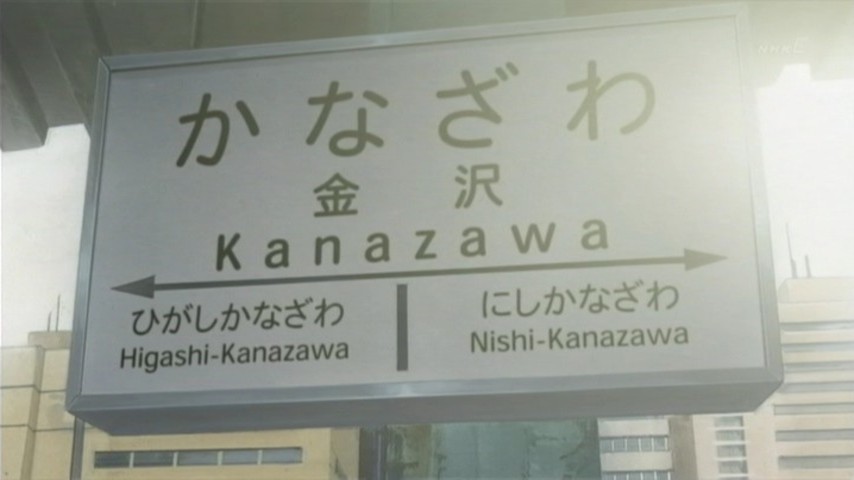 NHK E
かなざわ
金沢
Kanazawa
ひがしかなざわ
Higashi-Kanazawa
にしかなざわ
Nishi-Kanazawa